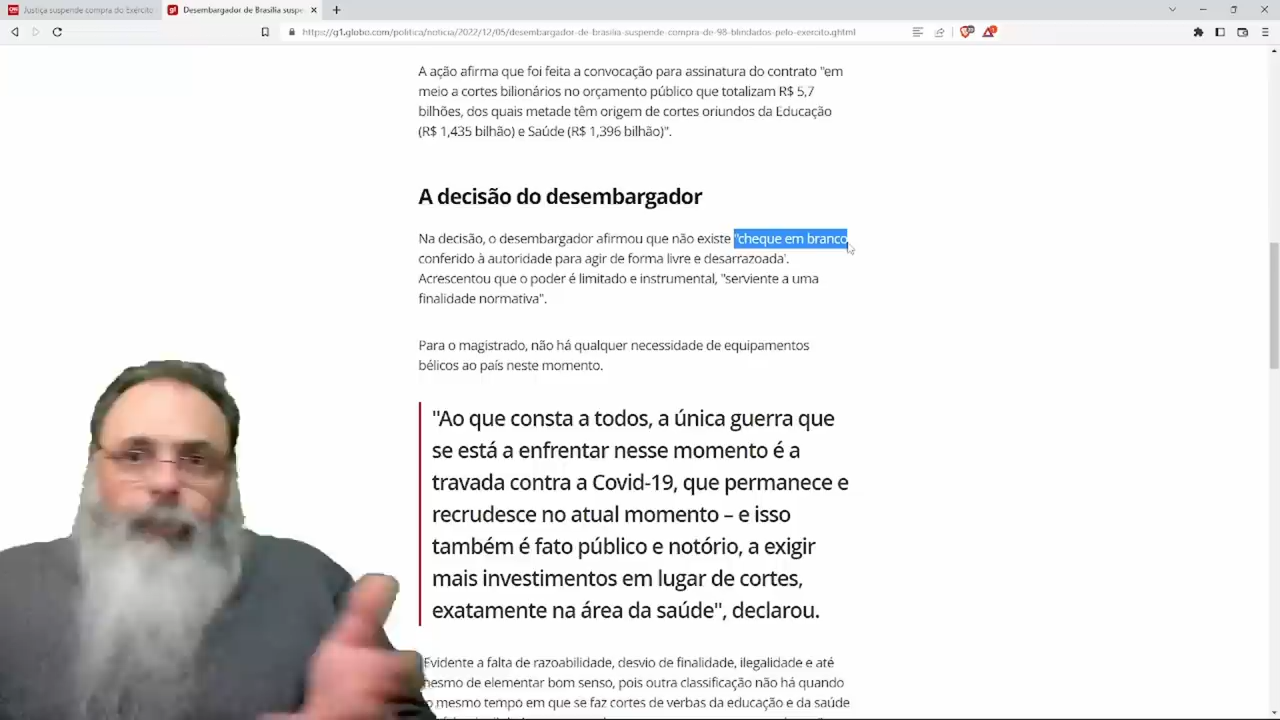 Justiça suspende compra do Exército
Desembargador de Brasília suspe
https://g1.globo.com/politica/noticia/2022/12/05/desembargador-de-brasilia-suspende-compra-de-98-blindados-pelo-exercito.ghtml
A ação afirma que foi feita a convocação para assinatura do contrato "em
meio a cortes bilionários no orçamento público que totalizam R$ 5,7
bilhões, dos quais metade têm origem de cortes oriundos da Educação
(R$ 1,435 bilhão) e Saúde (R$ 1,396 bilhão)".
A decisão do desembargador
Na decisão, o desembargador afirmou que não existe "cheque em branco
conferido à autoridade para agir de forma livre e desarrazoada'.
Acrescentou que o poder é limitado e instrumental, "serviente a uma
finalidade normativa".
Para o magistrado, não há qualquer necessidade de equipamentos
bélicos ao país neste momento.
"Ao que consta a todos, a única guerra que
se está a enfrentar nesse momento é a
travada contra a Covid-19, que permanece e
recrudesce no atual momento – e isso
também é fato público e notório, a exigir
mais investimentos em lugar de cortes,
exatamente na área da saúde", declarou.
Evidente a falta de razoabilidade, desvio de finalidade, ilegalidade e até
mesmo de elementar bom senso, pois outra classificação não há quando
o mesmo tempo em que se faz cortes de verbas da educação e da saúde